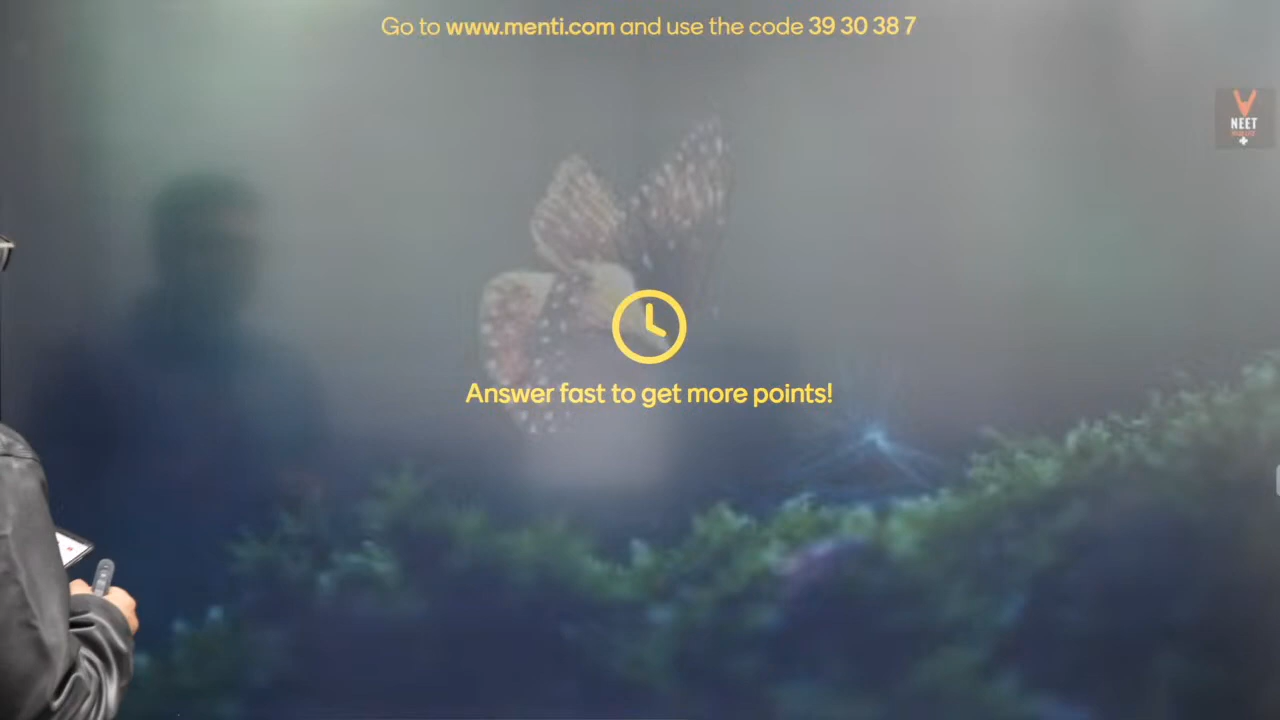 Go to www.menti.com and use the code 39 30 38 7
NEET
Answer fast to get more points!